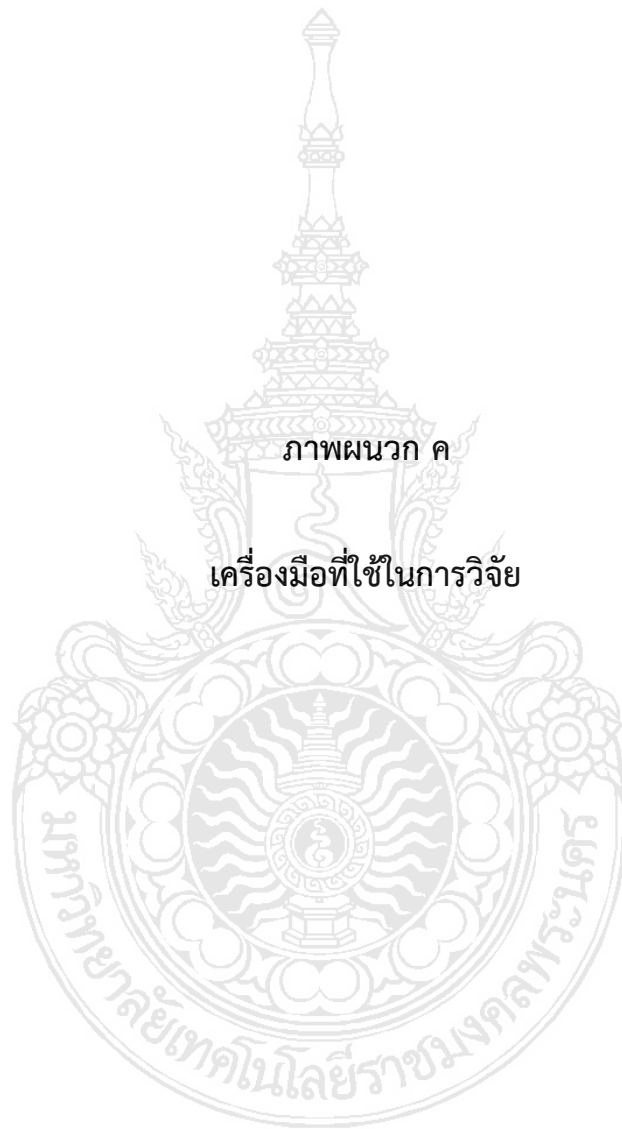 ภาพผนวก ค
เครื่องมือที่ใช้ในการวิจัย
มหาวิทยาลัยเทคโนโลยีราชมงคลพระนคร